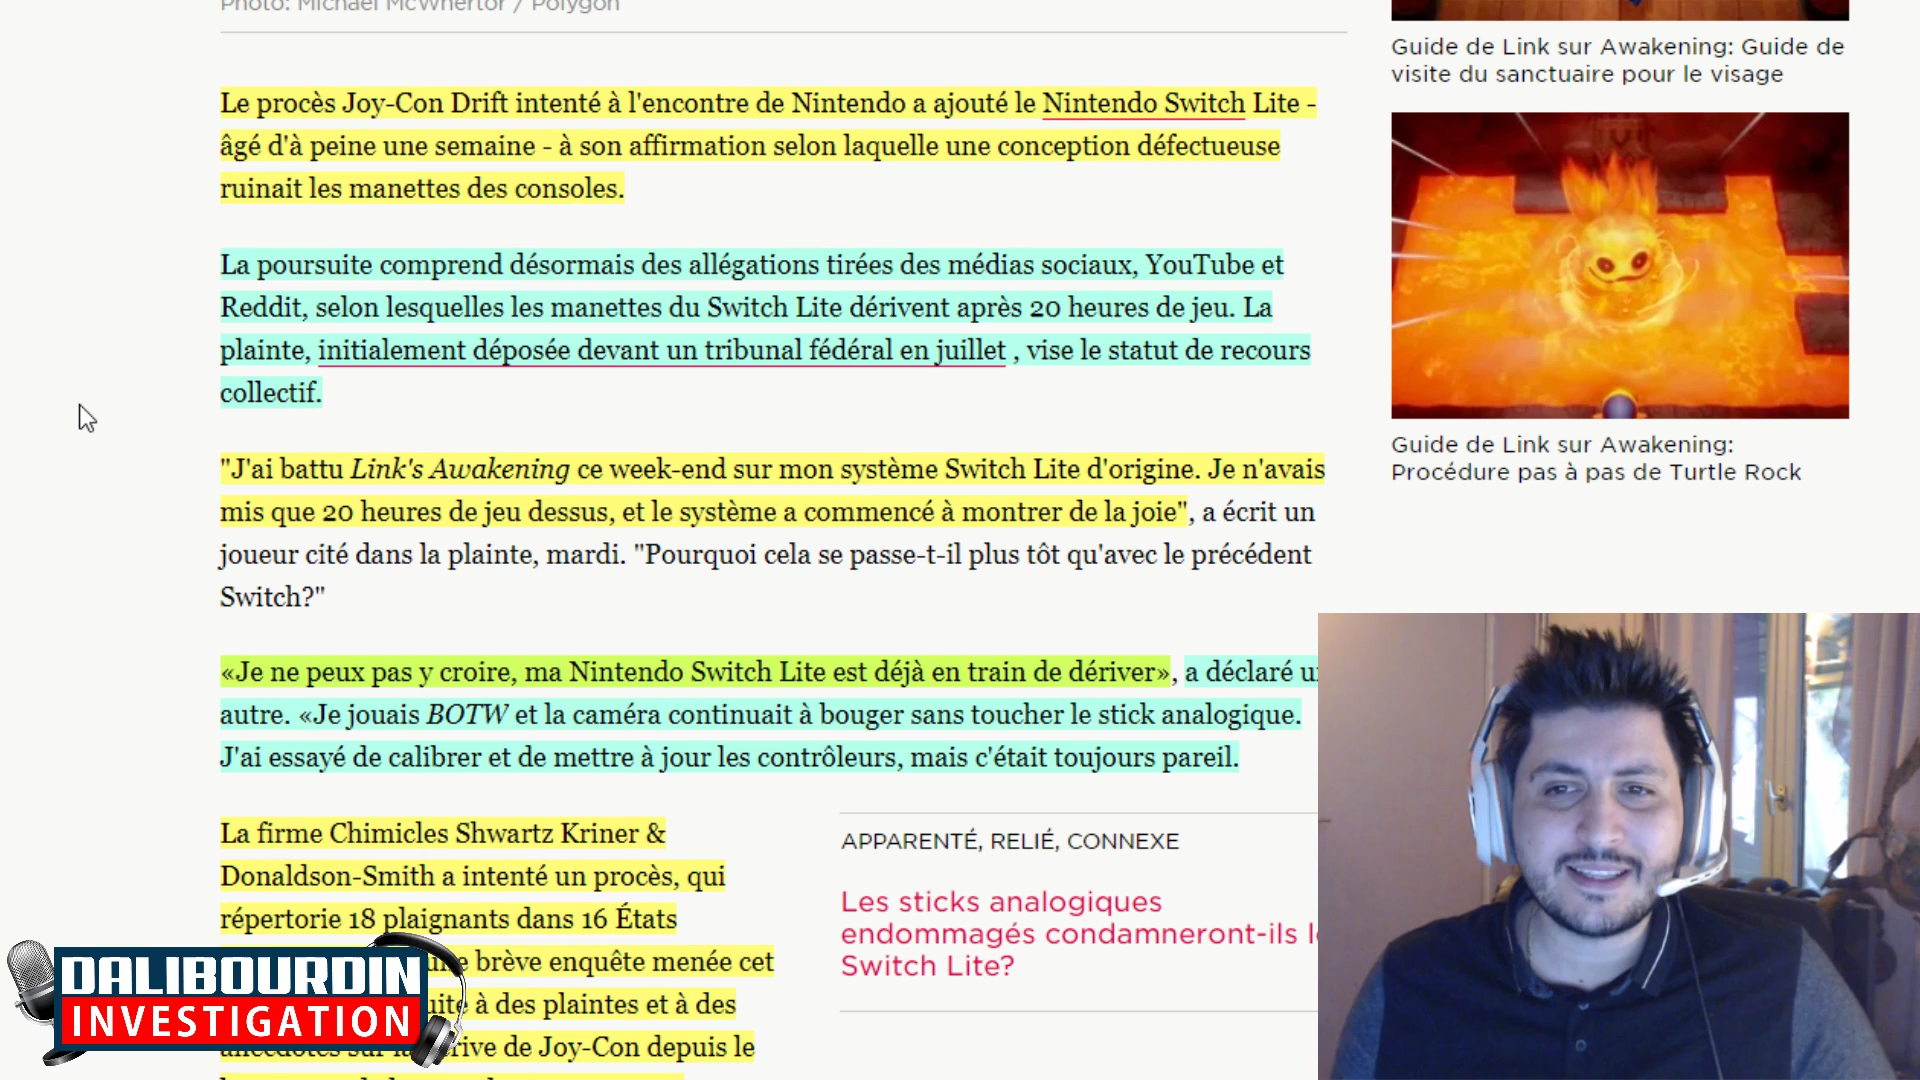 Photo: Michael McWhertor / Polygon
Le procès Joy-Con Drift intenté à l'encontre de Nintendo a ajouté le Nintendo Switch Lite -
âgé d'à peine une semaine - à son affirmation selon laquelle une conception défectueuse
ruinait les manettes des consoles.
La poursuite comprend désormais des allégations tirées des médias sociaux, YouTube et
Reddit, selon lesquelles les manettes du Switch Lite dérivent après 20 heures de jeu. La
plainte, initialement déposée devant un tribunal fédéral en juillet , vise le statut de recours
collectif.
"J'ai battu Link's Awakening ce week-end sur mon système Switch Lite d'origine. Je n'avais
mis que 20 heures de jeu dessus, et le système a commencé à montrer de la joie", a écrit un
joueur cité dans la plainte, mardi. "Pourquoi cela se passe-t-il plus tôt qu'avec le précédent
Switch?"
«Je ne peux pas y croire, ma Nintendo Switch Lite est déjà en train de dériver», a déclaré
autre. «Je jouais BOTW et la caméra continuait à bouger sans toucher le stick analogique.
J'ai essayé de calibrer et de mettre à jour les contrôleurs, mais c'était toujours pareil.
La firme Chimicles Shwartz Kriner &
Donaldson-Smith a intenté un procès, qui
répertorie 18 plaignants dans 16 États
brève enquête menée cet
à des plaintes et à des
de Joy-Con depuis le
APPARENTÉ, RELIÉ, CONNEXE
Les sticks analogiques
endommagés condamneront-ils
Switch Lite?
Guide de Link sur Awakening: Guide de
visite du sanctuaire pour le visage
Guide de Link sur Awakening:
Procédure pas à pas de Turtle Rock
DALIBOURDIN
INVESTIGATION